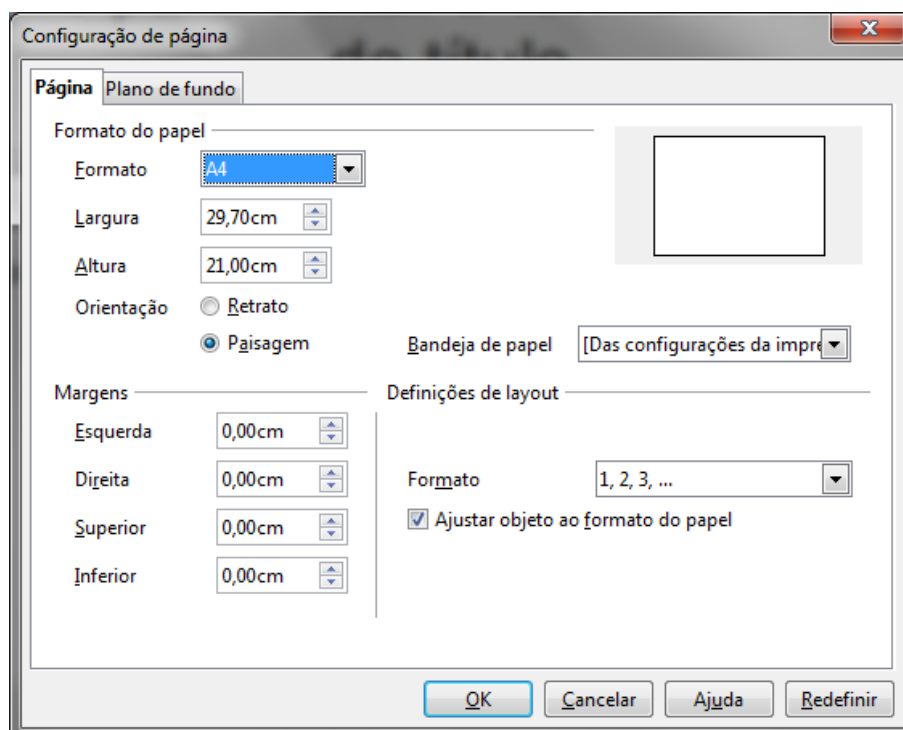 Configuração de página
do título
Página Plano de fundo
Formato do papel
Formato A4
Largura 29,70cm
Altura 21,00cm
Orientação Retrato
Paisagem
Bandeja de papel [Das configurações da impre
Margens
Esquerda 0,00cm
Direita 0,00cm
Superior 0,00cm
Inferior 0,00cm
Definições de layout
Formato 1, 2, 3, ...
Ajustar objeto ao formato do papel
OK Cancelar Ajuda Redefinir